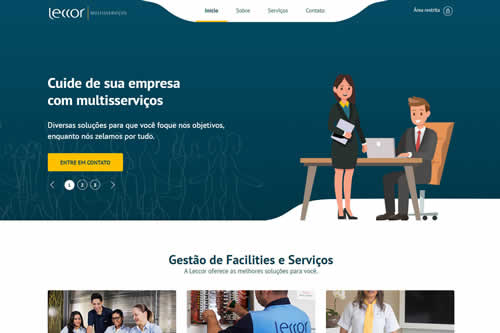 Leccor MULTISSERVIÇOS
Início Sobre Serviços Contato
Área restrita
Cuide de sua empresa
com multisserviços
Diversas soluções para que você foque nos objetivos,
enquanto nós zelamos por tudo.
ENTRE EM CONTATO
1 2 3
Gestão de Facilities e Serviços
A Leccor oferece as melhores soluções para você.
Leccor